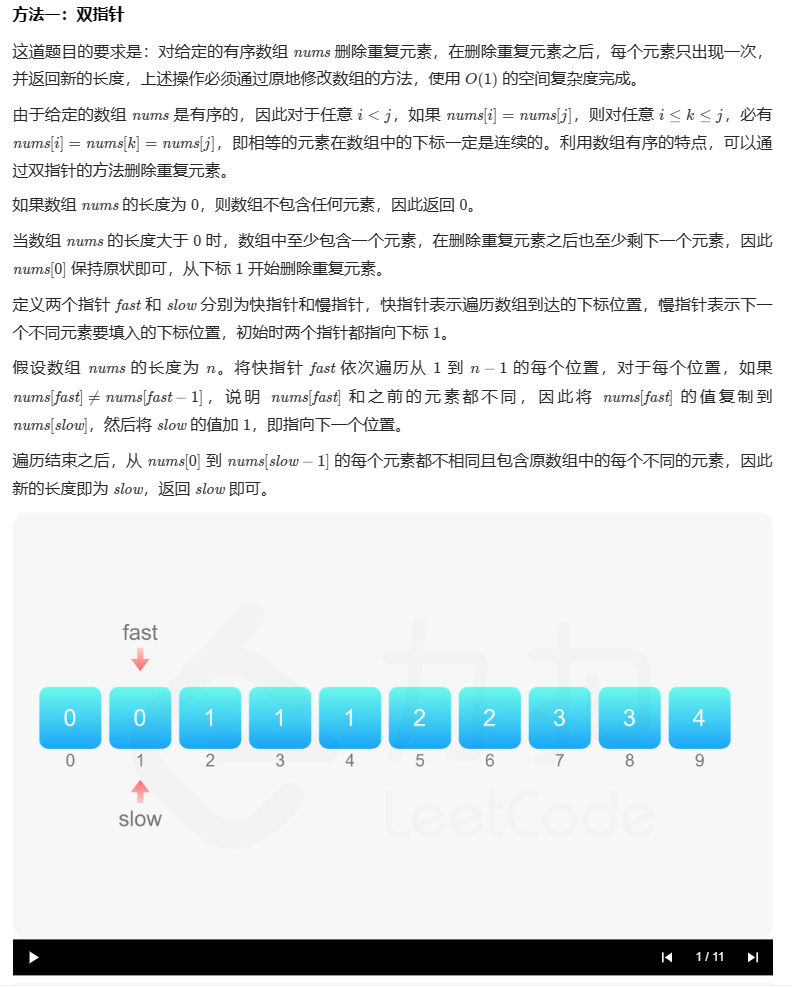 方法一：双指针
这道题目的要求是：对给定的有序数组 nums 删除重复元素，在删除重复元素之后，每个元素只出现一次，
并返回新的长度，上述操作必须通过原地修改数组的方法，使用 O(1) 的空间复杂度完成。
由于给定的数组 nums 是有序的，因此对于任意 i < j，如果 nums[i] = nums[j]，则对任意 i ≤ k ≤ j，必有
nums[i] = nums[k] = nums[j]，即相等的元素在数组中的下标一定是连续的。利用数组有序的特点，可以通
过双指针的方法删除重复元素。
如果数组 nums 的长度为 0，则数组不包含任何元素，因此返回 0。
当数组 nums 的长度大于 0 时，数组中至少包含一个元素，在删除重复元素之后也至少剩下一个元素，因此
nums[0] 保持原状即可，从下标 1 开始删除重复元素。
定义两个指针 fast 和 slow 分别为快指针和慢指针，快指针表示遍历数组到达的下标位置，慢指针表示下一
个不同元素要填入的下标位置，初始时两个指针都指向下标 1。
假设数组 nums 的长度为 n。将快指针 fast 依次遍历从 1 到 n − 1 的每个位置，对于每个位置，如果
nums[fast] ≠ nums[fast − 1]，说明 nums[fast] 和之前的元素都不同，因此将 nums[fast] 的值复制到
nums[slow]，然后将 slow 的值加 1，即指向下一个位置。
遍历结束之后，从 nums[0] 到 nums[slow − 1] 的每个元素都不相同且包含原数组中的每个不同的元素，因此
新的长度即为 slow，返回 slow 即可。
fast
0 0 1 1 1 2 2 3 3 4
0 1 2 3 4 5 6 7 8 9
slow
力扣
LeetCode
1 / 11